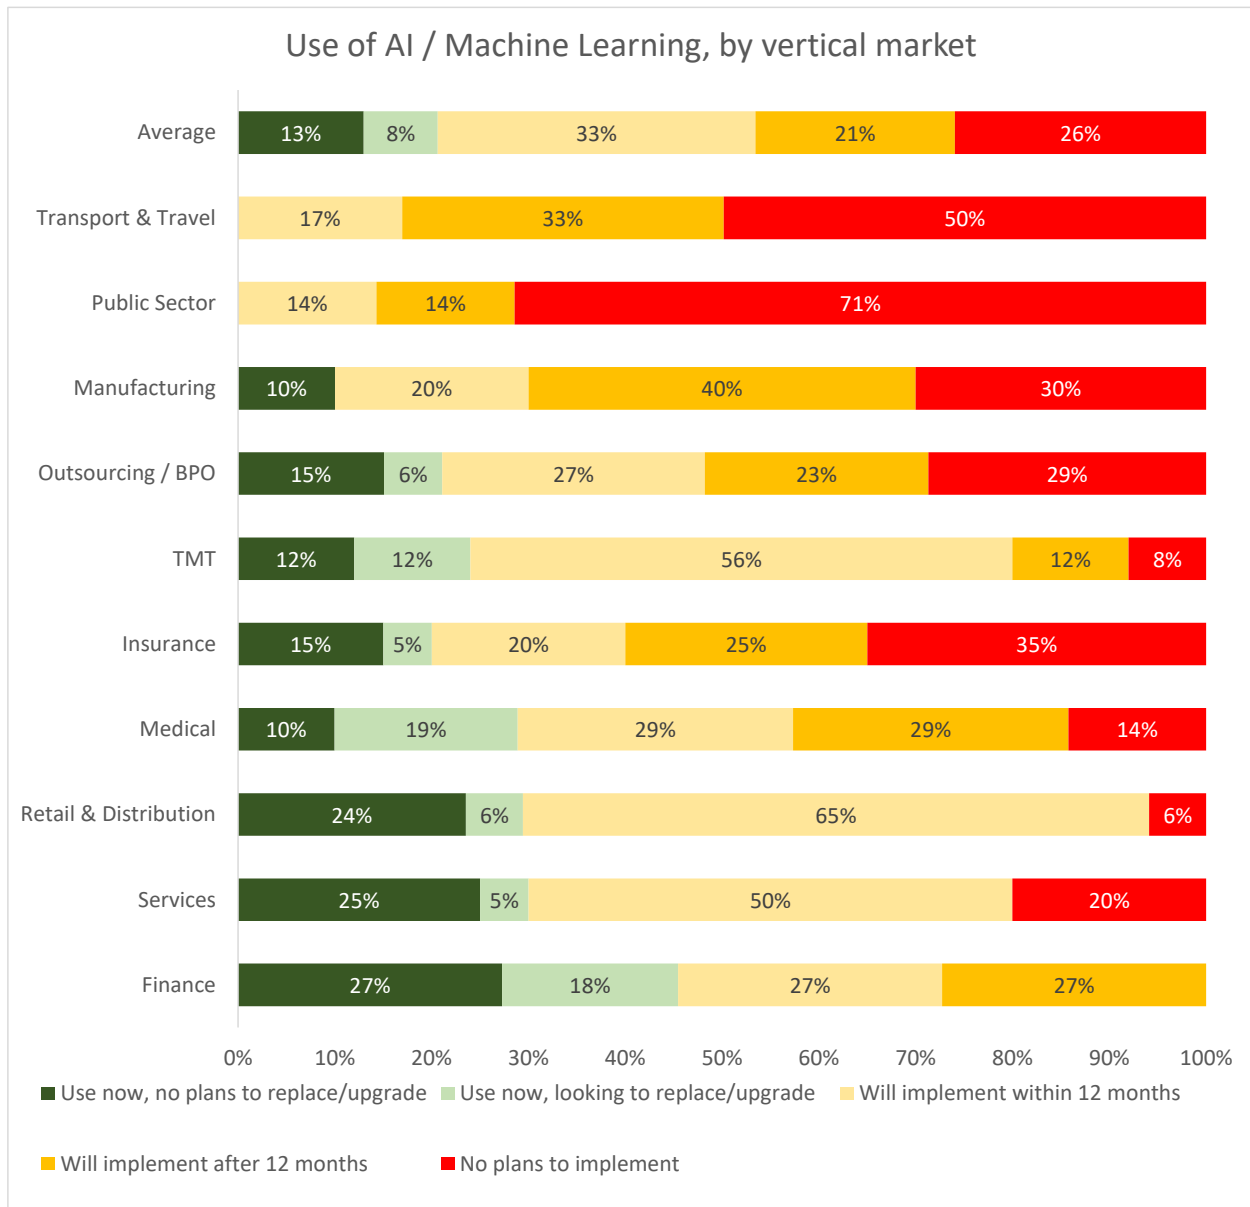 Use of AI / Machine Learning, by vertical market
Average 13% 8% 33% 21% 26%
Transport & Travel 17% 33% 50%
Public Sector 14% 14% 71%
Manufacturing 10% 20% 40% 30%
Outsourcing / BPO 15% 6% 27% 23% 29%
TMT 12% 12% 56% 12% 8%
Insurance 15% 5% 20% 25% 35%
Medical 10% 19% 29% 29% 14%
Retail & Distribution 24% 6% 65% 6%
Services 25% 5% 50% 20%
Finance 27% 18% 27% 27%
0% 10% 20% 30% 40% 50% 60% 70% 80% 90% 100%
Use now, no plans to replace/upgrade Use now, looking to replace/upgrade Will implement within 12 months
Will implement after 12 months No plans to implement